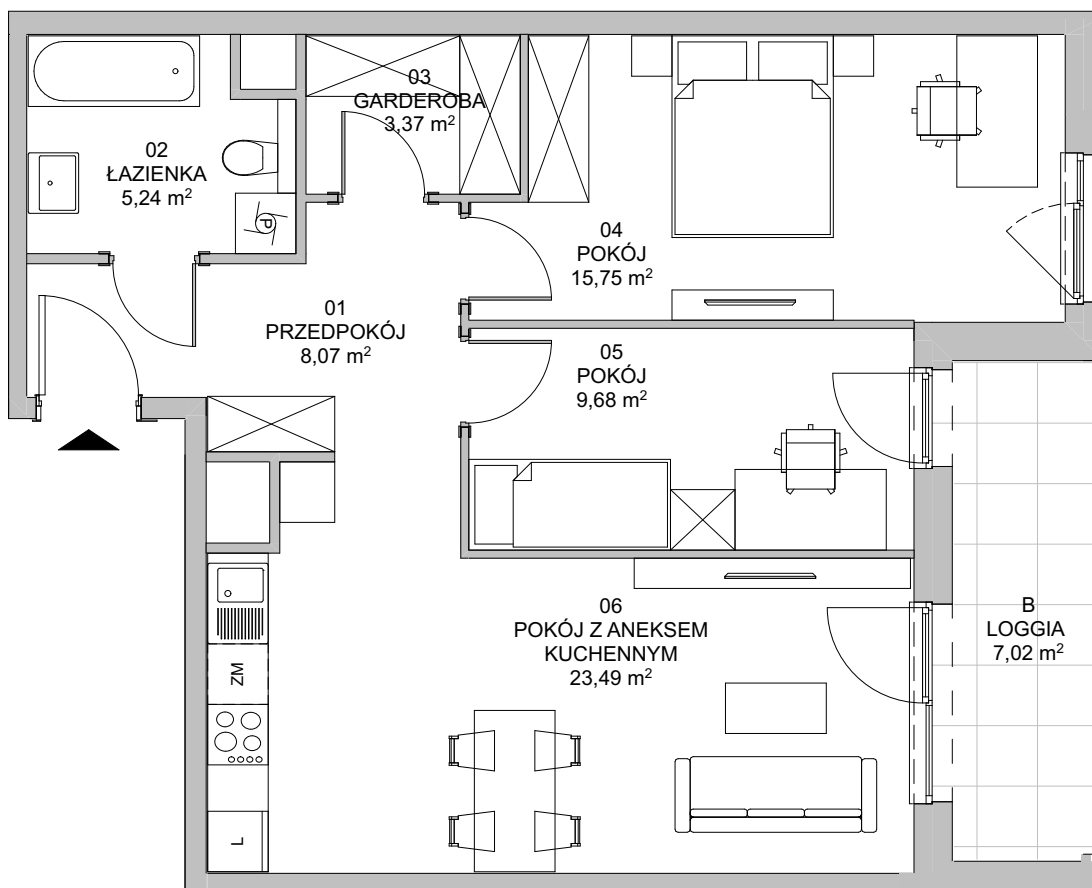 03
GARDEROBA
3,37 m²
02
ŁAZIENKA
5,24 m²
P
04
POKÓJ
15,75 m²
01
PRZEDPOKÓJ
8,07 m²
05
POKÓJ
9,68 m²
06
POKÓJ Z ANEKSEM
KUCHENNYM
23,49 m²
B
LOGGIA
7,02 m²
ZM
L